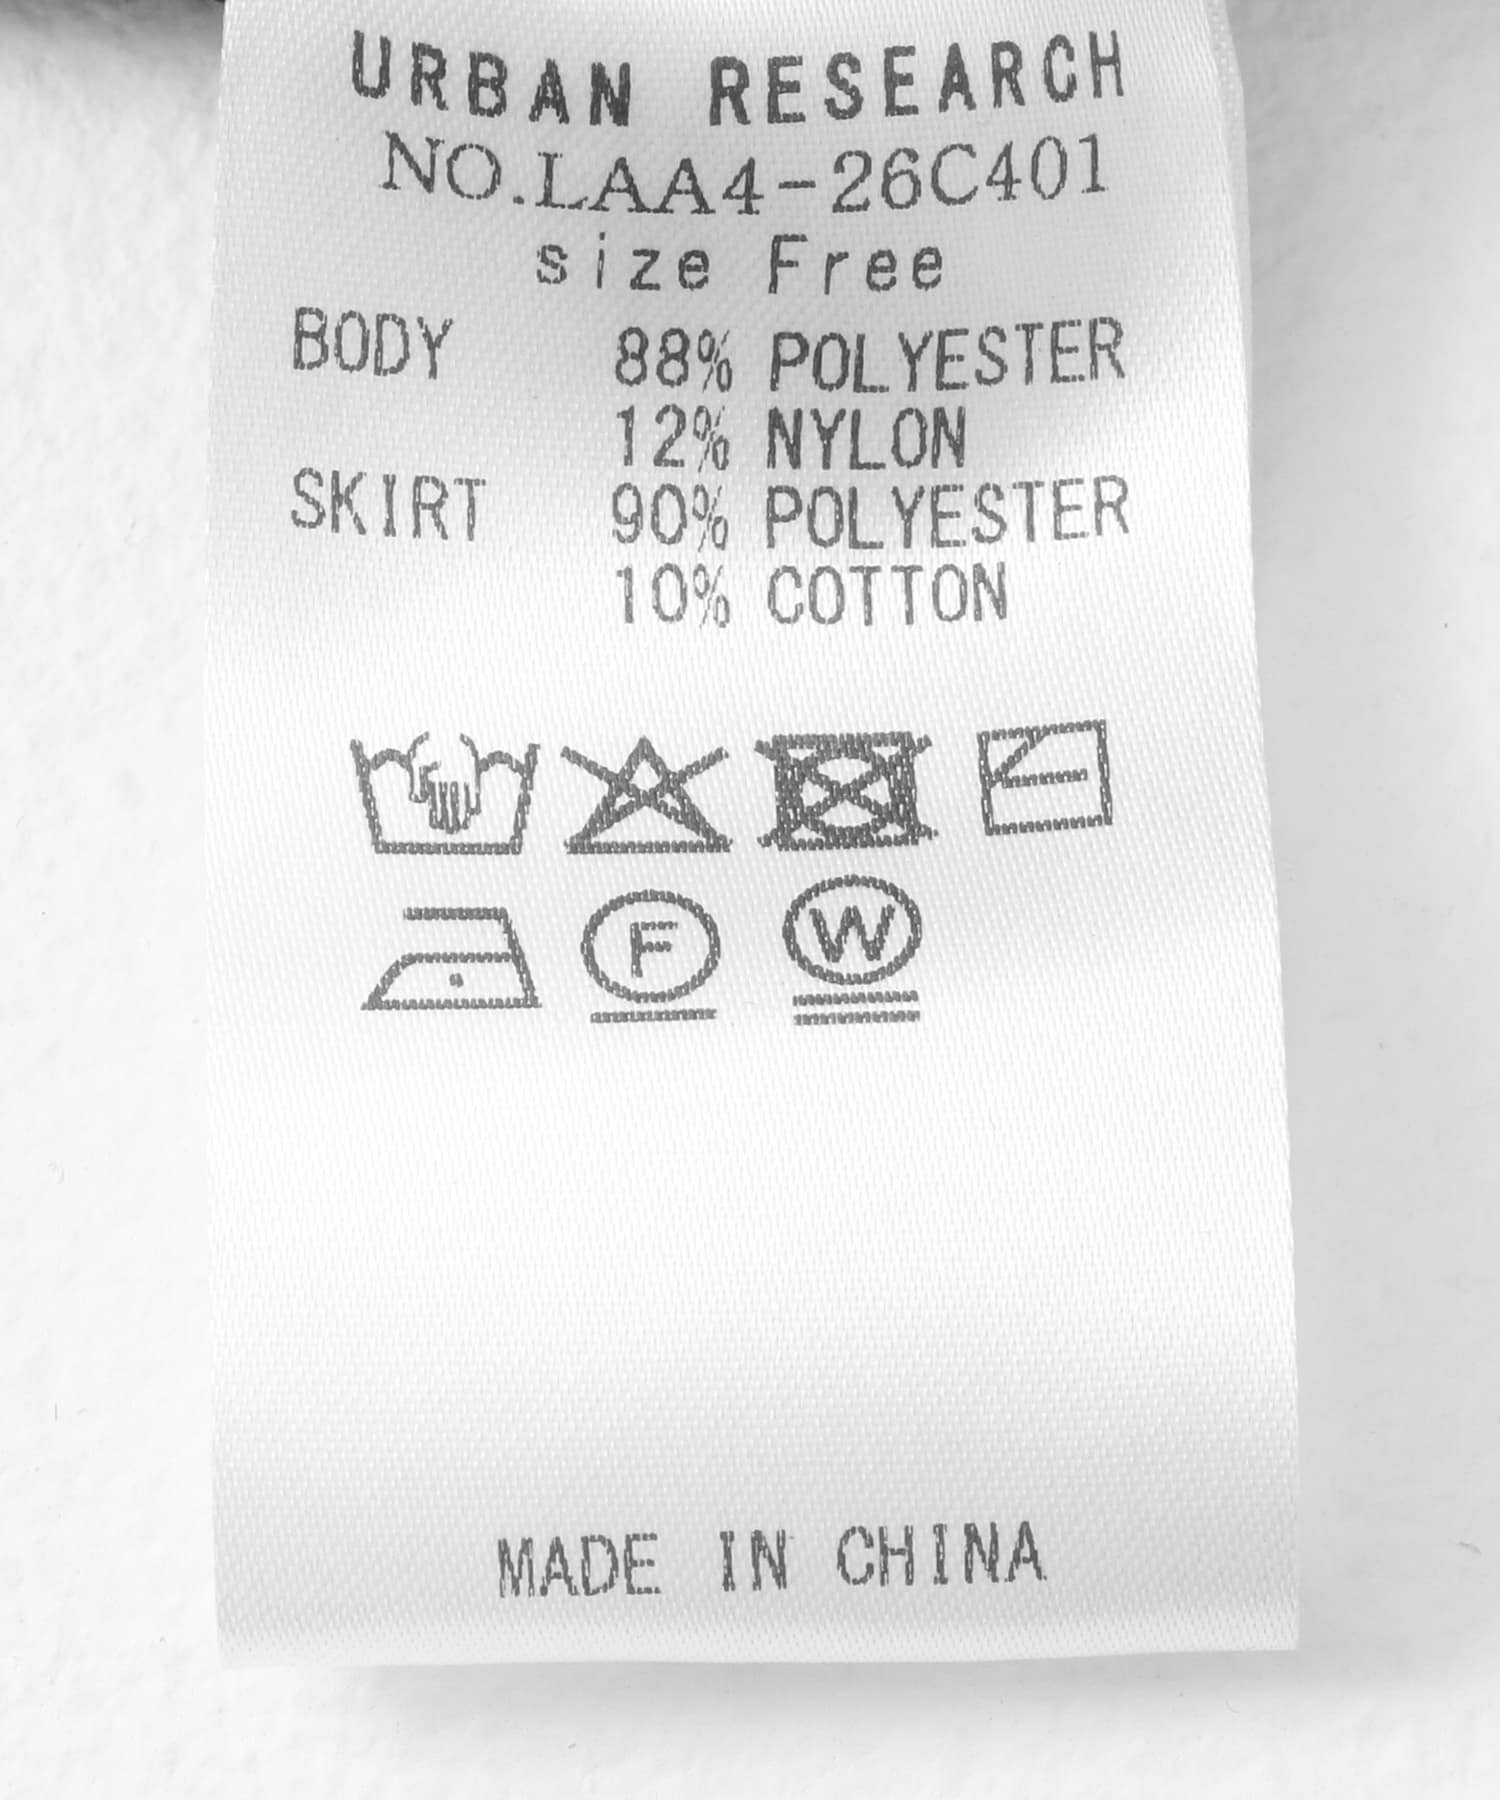 URBAN RESEARCH
NO.LAA4-26C401
size Free
BODY 88% POLYESTER
12% NYLON
SKIRT 90% POLYESTER
10% COTTON
F W
MADE IN CHINA